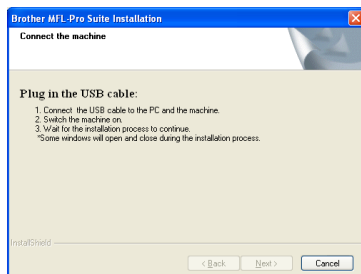 Brother MFL-Pro Suite Installation
Connect the machine
Plug in the USB cable:
1. Connect the USB cable to the PC and the machine.
2. Switch the machine on.
3. Wait for the installation process to continue.
*Some windows will open and close during the installation process.
InstallShield
< Back Next > Cancel